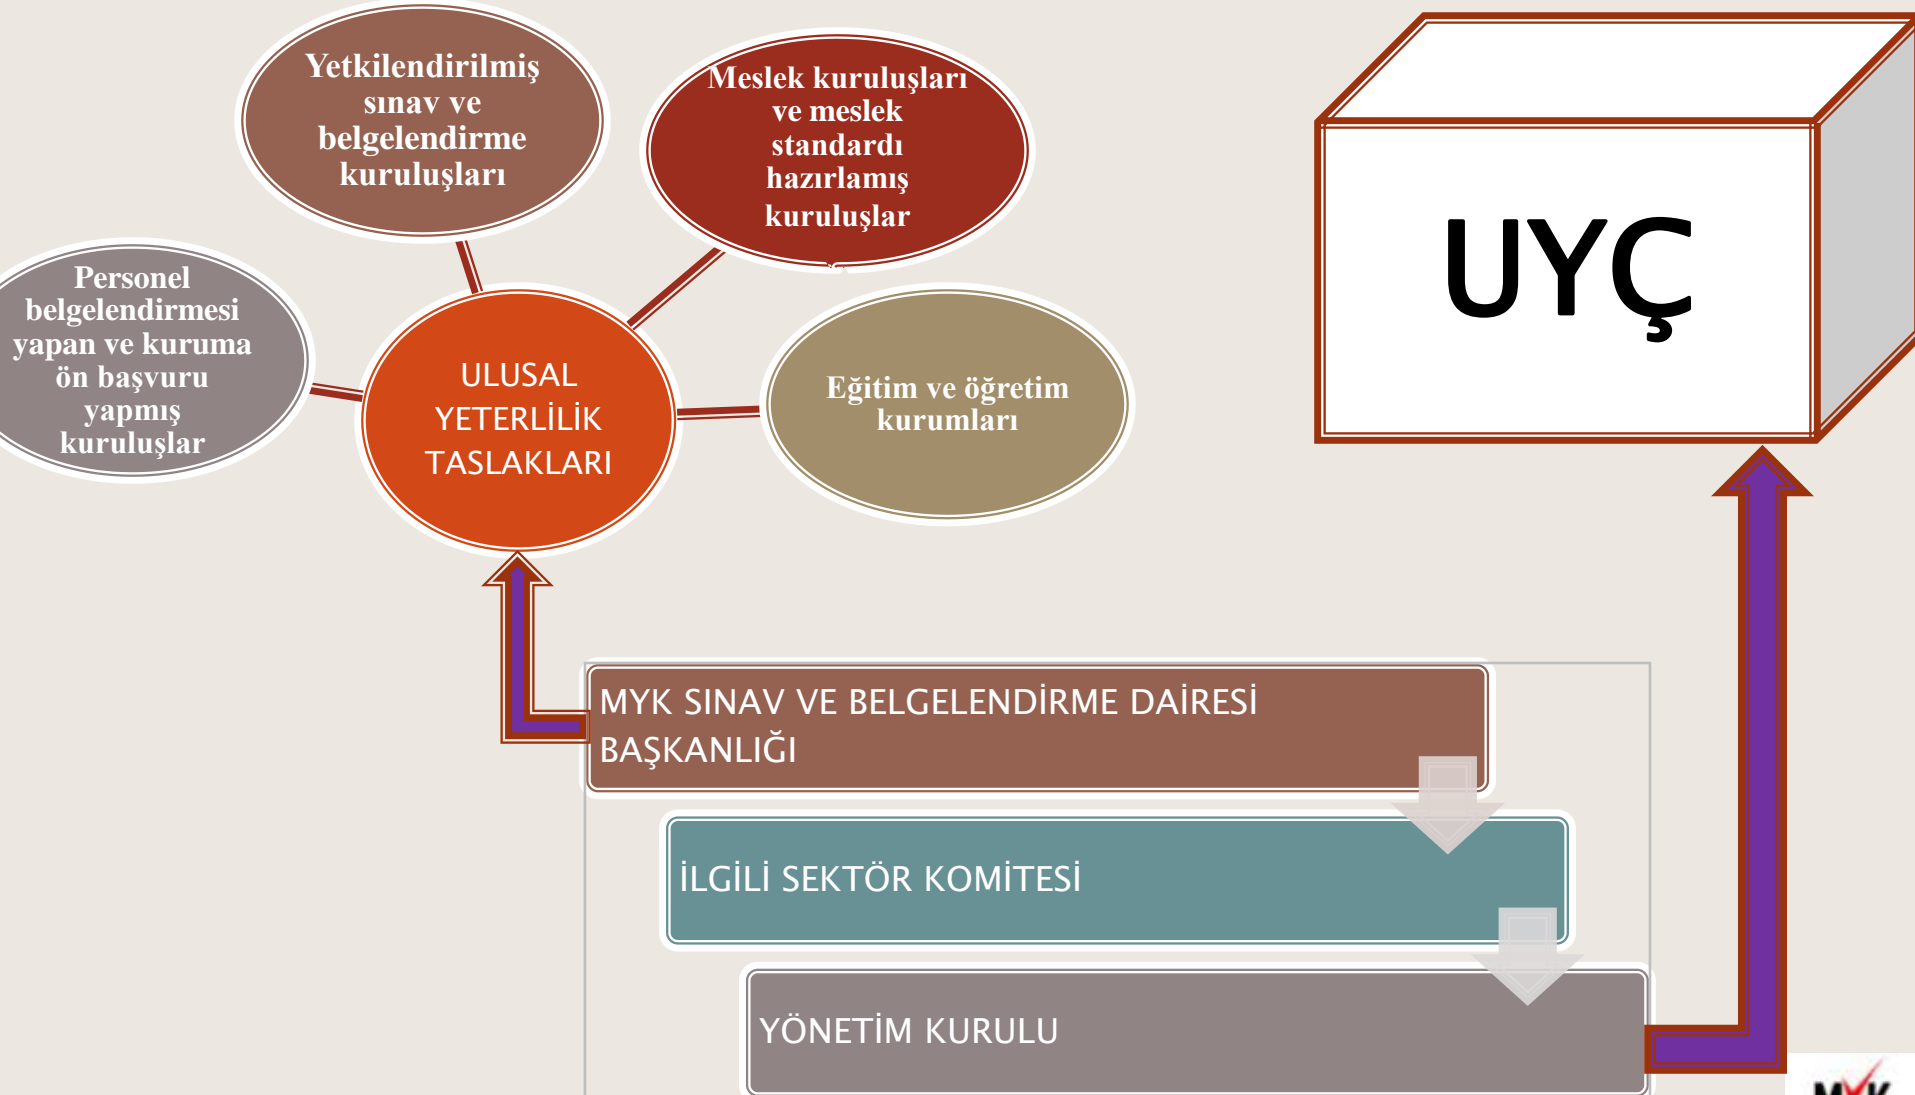 Yetkilendirilmiş
sınav ve
belgelendirme
kuruluşları
Meslek kuruluşları
ve meslek
standardı
hazırlamış
kuruluşlar
Personel
belgelendirmesi
yapan ve kuruma
ön başvuru
yapmış
kuruluşlar
ULUSAL
YETERLİLİK
TASLAKLARI
Eğitim ve öğretim
kurumları
UYÇ
MYK SINAV VE BELGELENDİRME DAİRESİ
BAŞKANLIĞI
İLGİLİ SEKTÖR KOMİTESİ
YÖNETİM KURULU
MYK